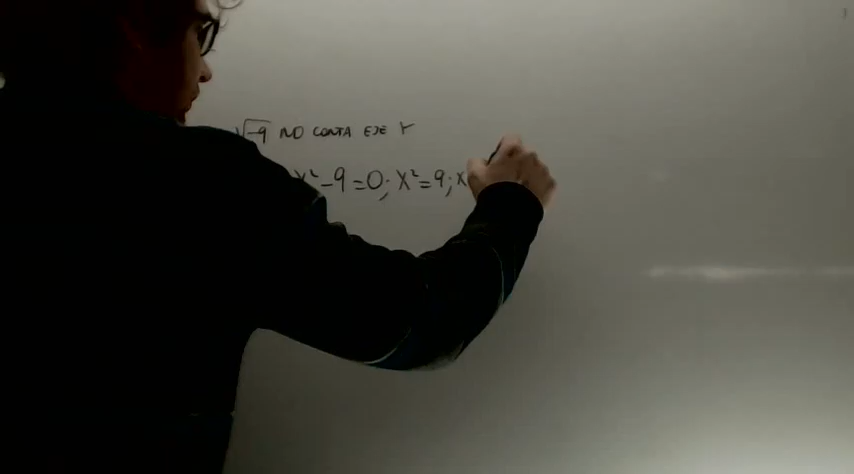 √-9 NO CORTA EJE Y
x²-9=0; x²=9; x